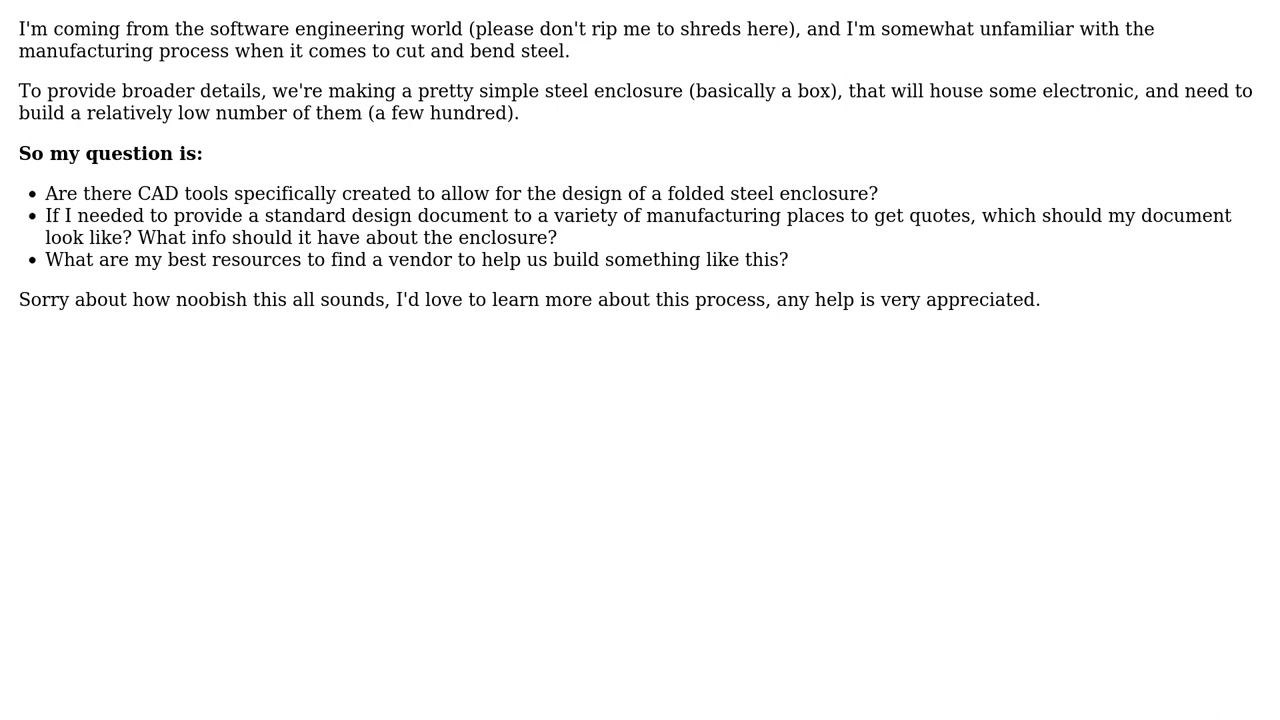 I'm coming from the software engineering world (please don't rip me to shreds here), and I'm somewhat unfamiliar with the
manufacturing process when it comes to cut and bend steel.
To provide broader details, we're making a pretty simple steel enclosure (basically a box), that will house some electronic, and need to
build a relatively low number of them (a few hundred).
So my question is:
• Are there CAD tools specifically created to allow for the design of a folded steel enclosure?
• If I needed to provide a standard design document to a variety of manufacturing places to get quotes, which should my document
look like? What info should it have about the enclosure?
• What are my best resources to find a vendor to help us build something like this?
Sorry about how noobish this all sounds, I'd love to learn more about this process, any help is very appreciated.